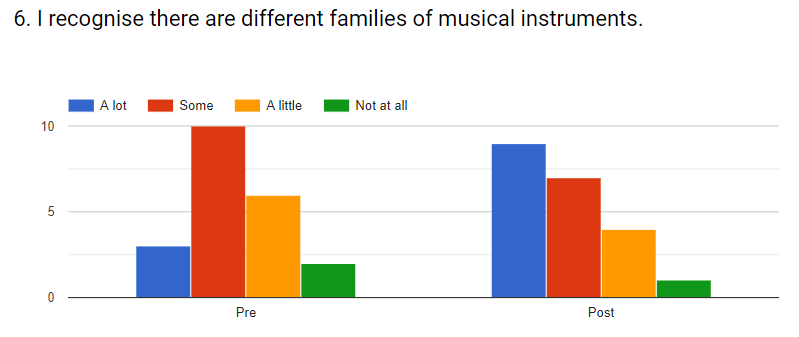 6. I recognise there are different families of musical instruments.
A lot Some A little Not at all
10
5
0
Pre Post